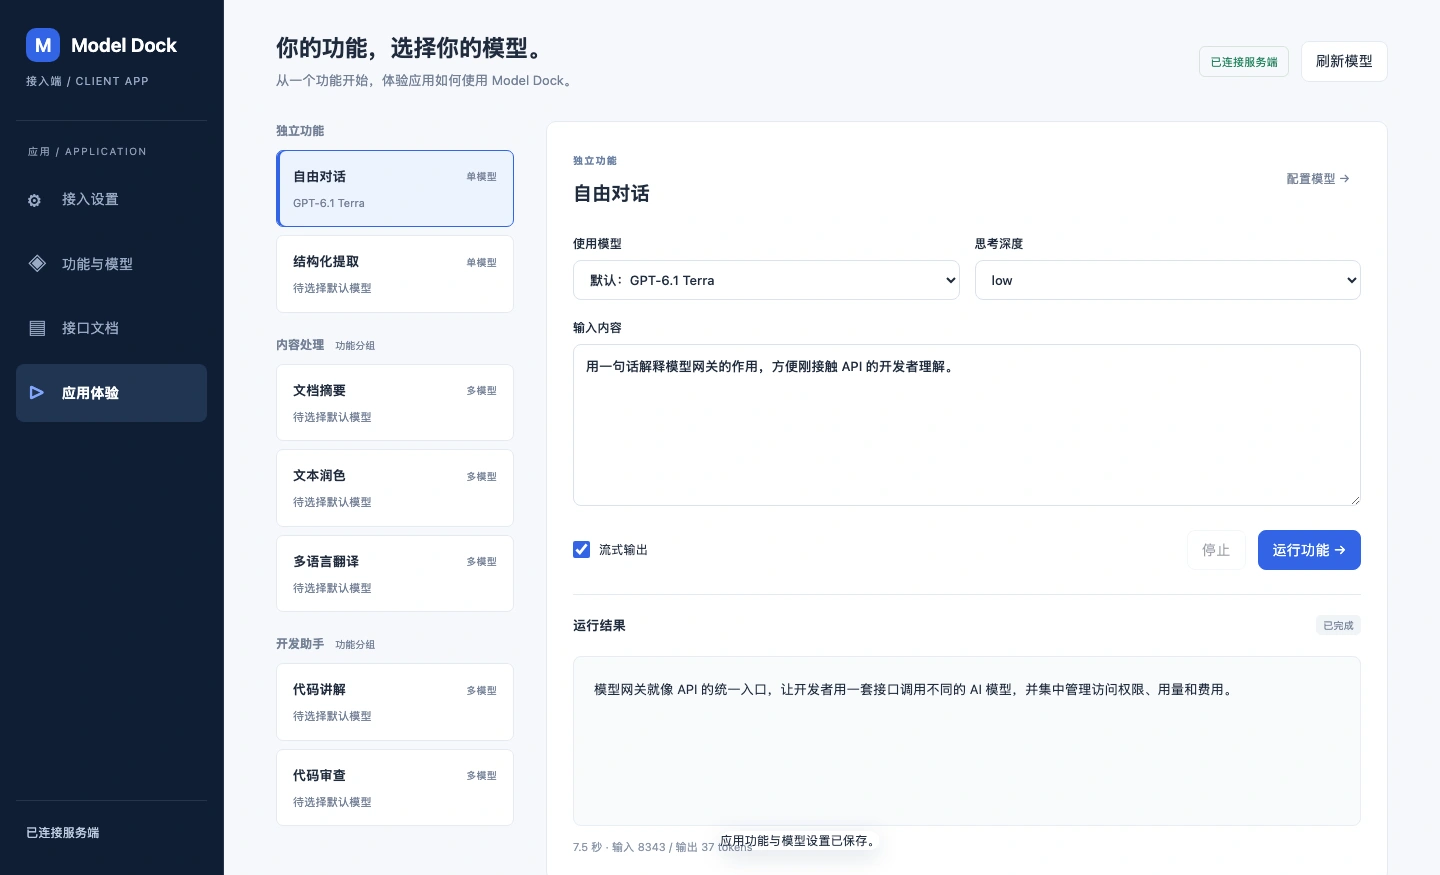 M Model Dock
接入端 / CLIENT APP
应用 / APPLICATION
接入设置
功能与模型
接口文档
应用体验
已连接服务端
你的功能，选择你的模型。
从一个功能开始，体验应用如何使用 Model Dock。
已连接服务端
刷新模型
独立功能
自由对话 单模型
GPT-6.1 Terra
结构化提取 单模型
待选择默认模型
内容处理 功能分组
文档摘要 多模型
待选择默认模型
文本润色 多模型
待选择默认模型
多语言翻译 多模型
待选择默认模型
开发助手 功能分组
代码讲解 多模型
待选择默认模型
代码审查 多模型
待选择默认模型
独立功能
自由对话
配置模型 →
使用模型
默认：GPT-6.1 Terra
思考深度
low
输入内容
用一句话解释模型网关的作用，方便刚接触 API 的开发者理解。
流式输出
停止
运行功能 →
运行结果
已完成
模型网关就像 API 的统一入口，让开发者用一套接口调用不同的 AI 模型，并集中管理访问权限、用量和费用。
7.5 秒 · 输入 8343 / 输出 37 tokens
应用功能与模型设置已保存。